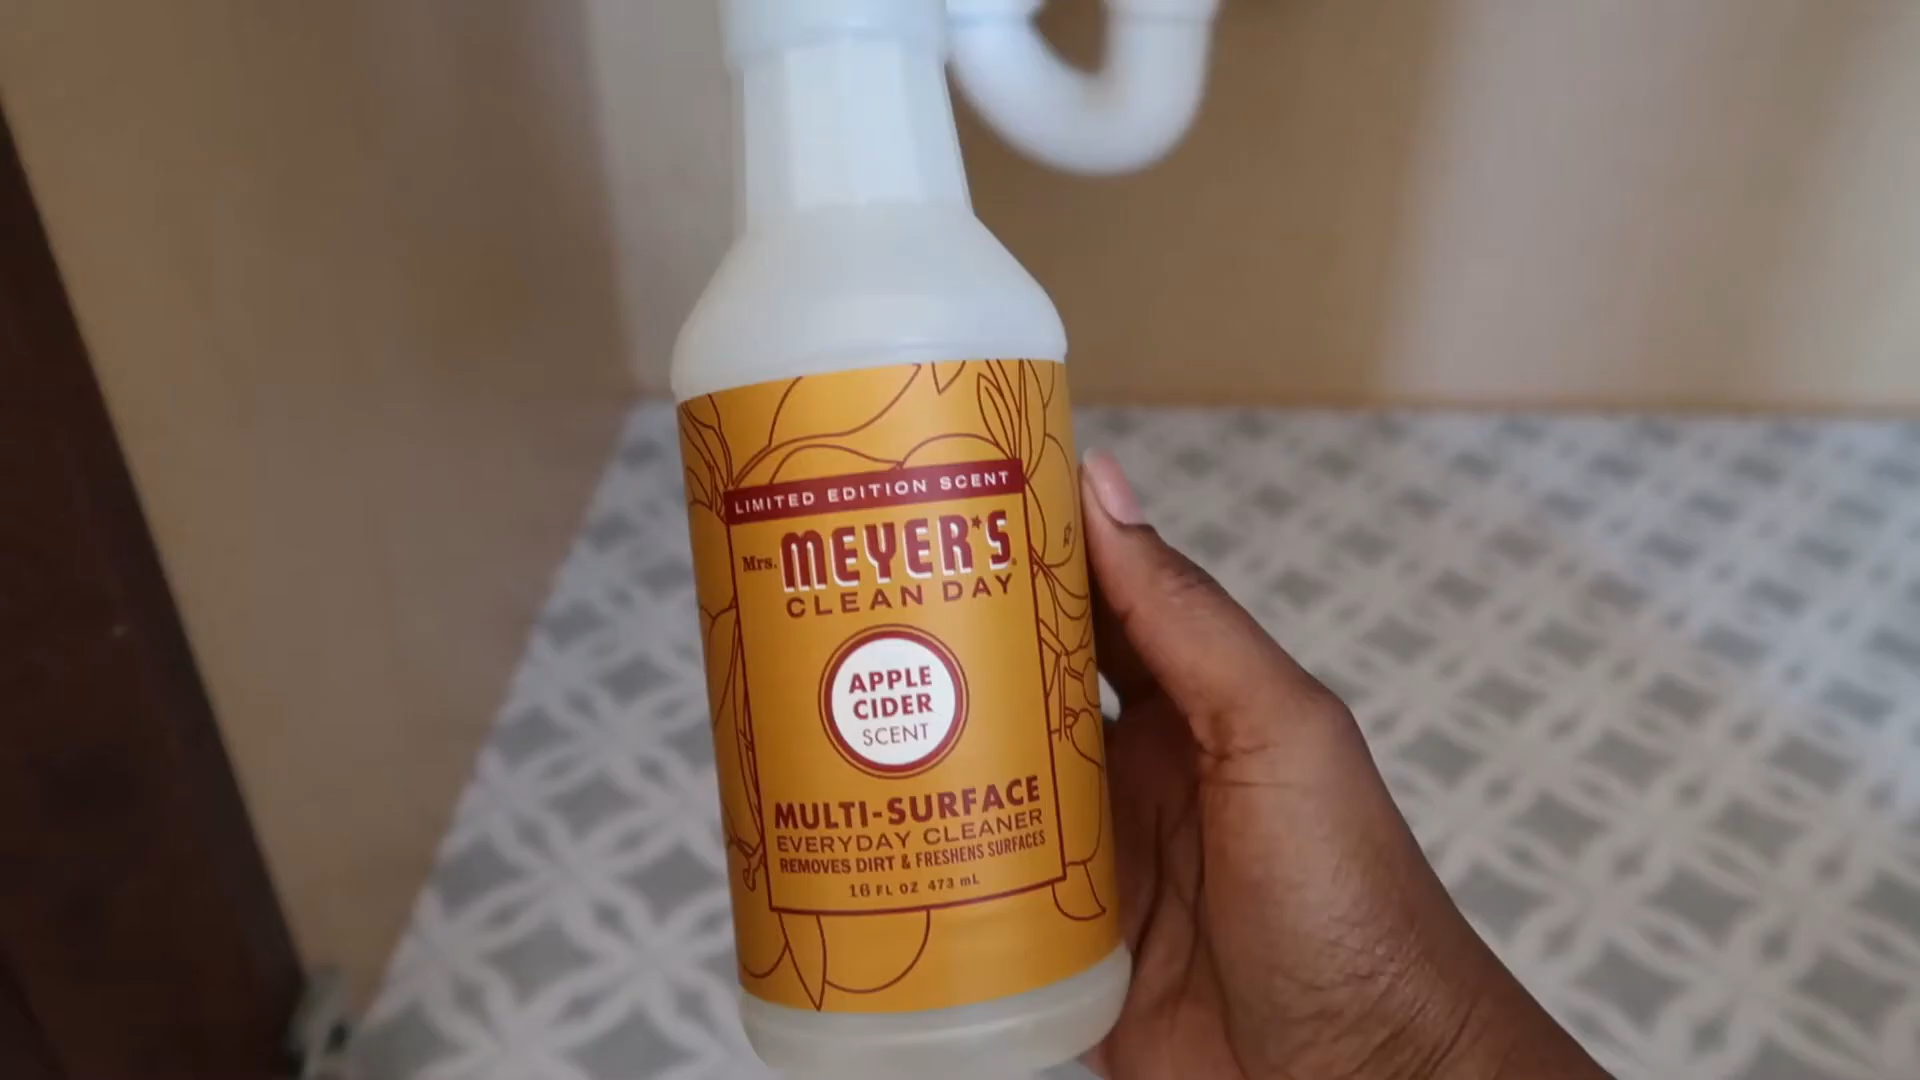 LIMITED EDITION SCENT
Mrs. MEYER'S
CLEAN DAY
APPLE
CIDER
SCENT
MULTI-SURFACE
EVERYDAY CLEANER
REMOVES DIRT & FRESHENS SURFACES
16 FL OZ 473 mL